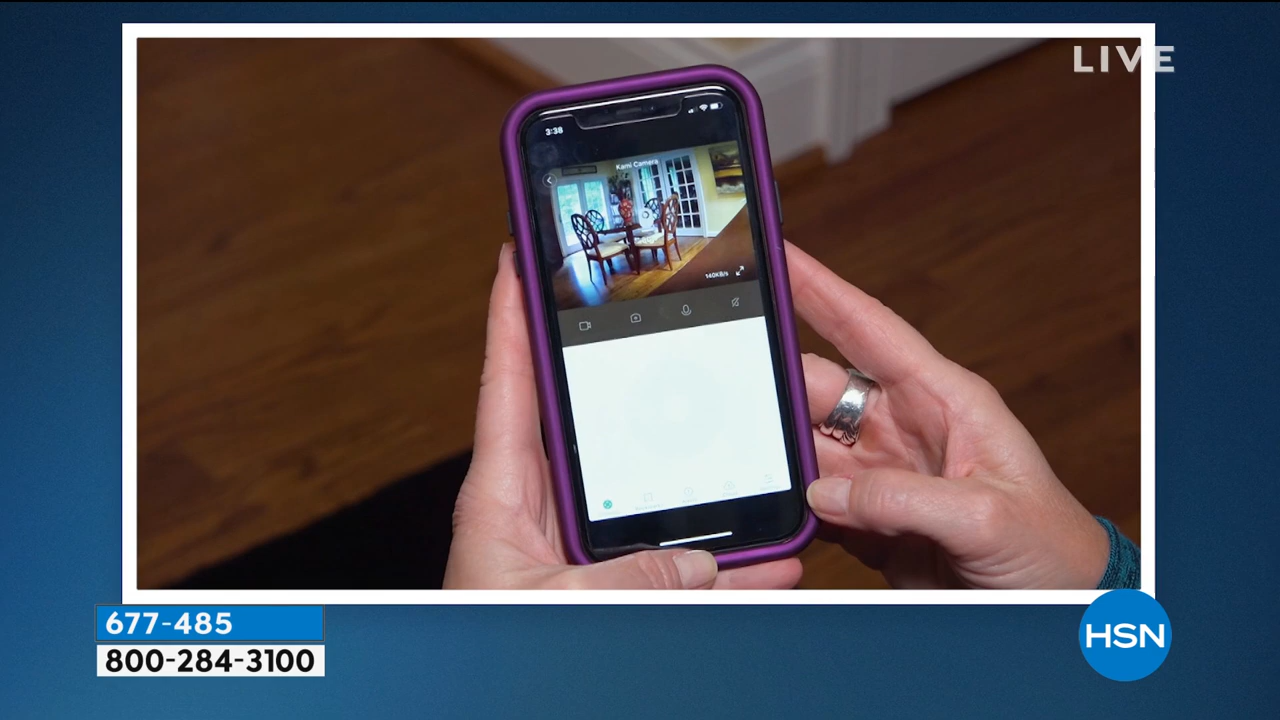 LIVE
3:38
Kami Camera
140KB/s
677-485
800-284-3100
HSN